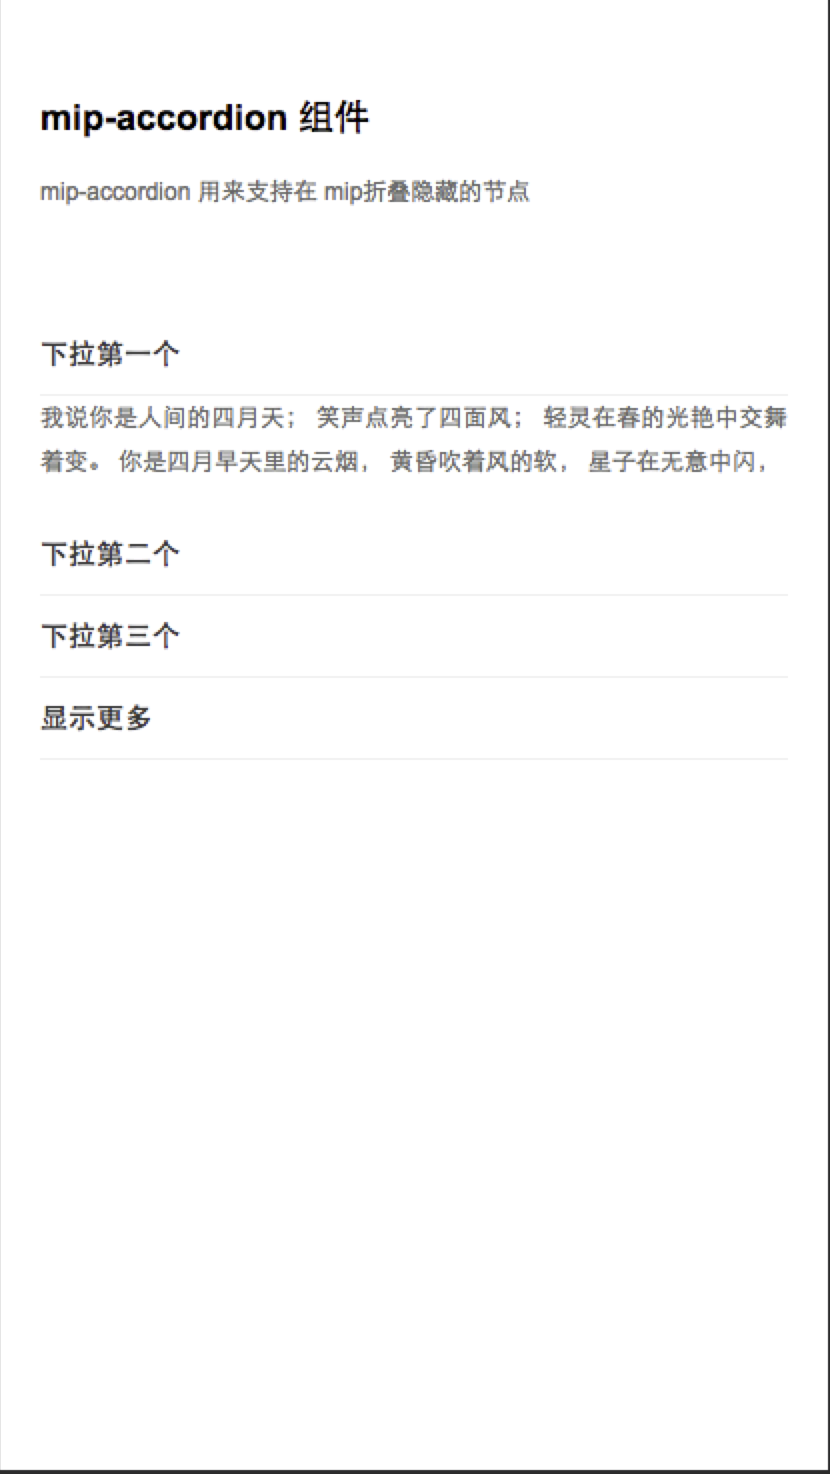 mip-accordion 组件
mip-accordion 用来支持在 mip折叠隐藏的节点
下拉第一个
我说你是人间的四月天； 笑声点亮了四面风； 轻灵在春的光艳中交舞
着变。 你是四月早天里的云烟， 黄昏吹着风的软， 星子在无意中闪，
下拉第二个
下拉第三个
显示更多